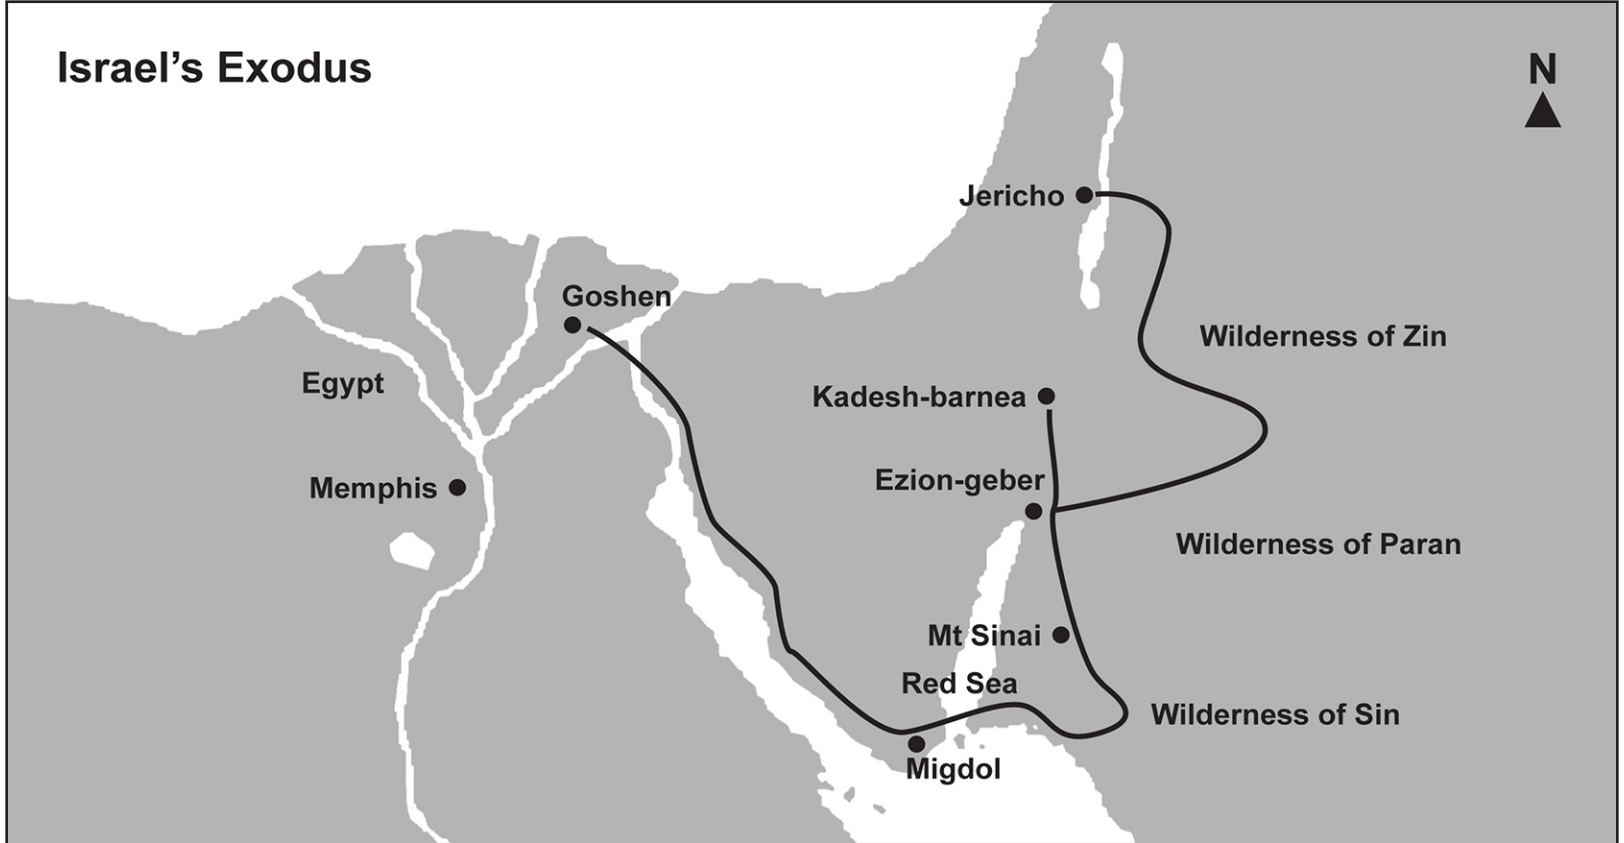 Israel’s Exodus
N
Jericho
Goshen
Wilderness of Zin
Egypt
Kadesh-barnea
Ezion-geber
Memphis
Wilderness of Paran
Mt Sinai
Red Sea
Wilderness of Sin
Migdol